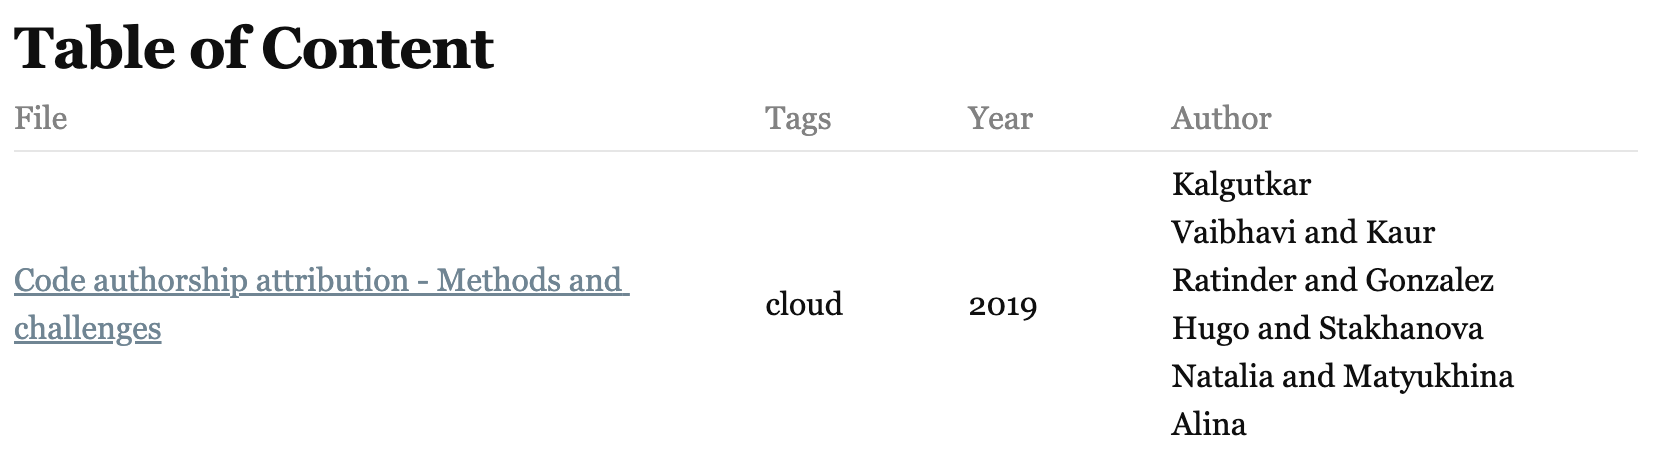 Table of Content
File Tags Year Author
Code authorship attribution - Methods and
challenges
cloud
2019
Kalgutkar
Vaibhavi and Kaur
Ratinder and Gonzalez
Hugo and Stakhanova
Natalia and Matyukhina
Alina